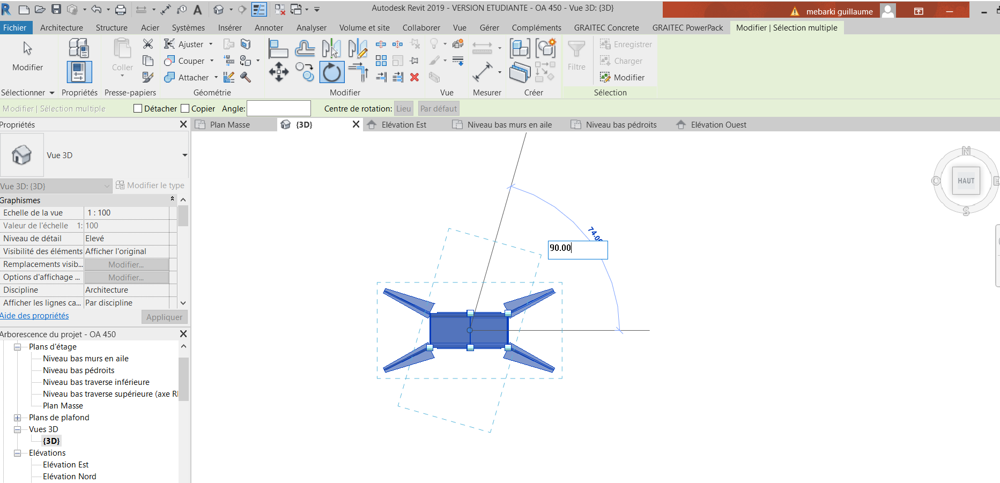 Autodesk Revit 2019 - VERSION ETUDIANTE - OA 450 - Vue 3D: {3D}
mebarki guillaume
Fichier Architecture Structure Acier Systèmes Insérer Annoter Analyser Volume et site Collaborer Vue Gérer Compléments GRAITEC Concrete GRAITEC PowerPack Modifier | Sélection multiple
Modifier
Coller
Ajuster
Couper
Attacher
Filtre
Enregistrer
Charger
Modifier
Sélectionner Propriétés Presse-papiers Géométrie Modifier Vue Mesurer Créer Sélection
Modifier | Sélection multiple Détacher Copier Angle: Centre de rotation: Lieu Par défaut
Propriétés
Plan Masse {3D} Elévation Est Niveau bas murs en aile Niveau bas pédroits Élévation Ouest
Vue 3D
Vue 3D: {3D} Modifier le type
Graphismes
Echelle de la vue 1 : 100
Valeur de l'échelle 1: 100
Niveau de détail Elevé
Visibilité des éléments Afficher l'original
Remplacements visib... Modifier...
Options d'affichage ... Modifier...
Discipline Architecture
Afficher les lignes ca... Par discipline
Aide des propriétés Appliquer
Arborescence du projet - OA 450
Plans d'étage
Niveau bas murs en aile
Niveau bas pédroits
Niveau bas traverse inférieure
Niveau bas traverse supérieure (axe R
Plan Masse
Plans de plafond
Vues 3D
{3D}
Elévations
Elévation Est
Elévation Nord
74.0
90.00
N
O
HAUT
E
S